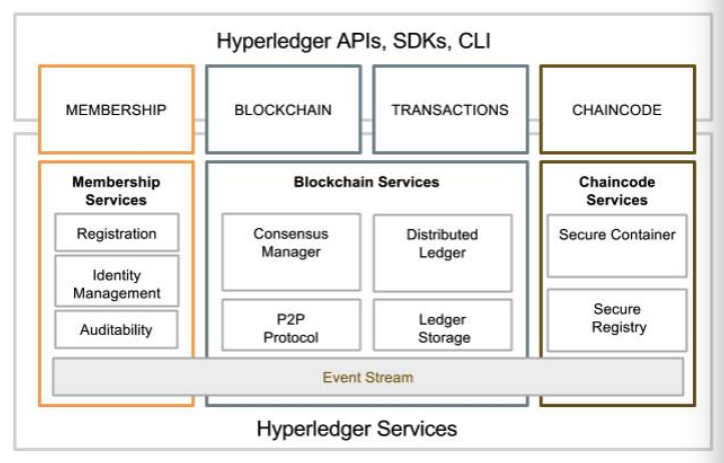 Hyperledger APIs, SDKs, CLI
MEMBERSHIP
BLOCKCHAIN
TRANSACTIONS
CHAINCODE
Membership
Services
Registration
Identity
Management
Auditability
Blockchain Services
Consensus
Manager
Distributed
Ledger
P2P
Protocol
Ledger
Storage
Chaincode
Services
Secure Container
Secure
Registry
Event Stream
Hyperledger Services